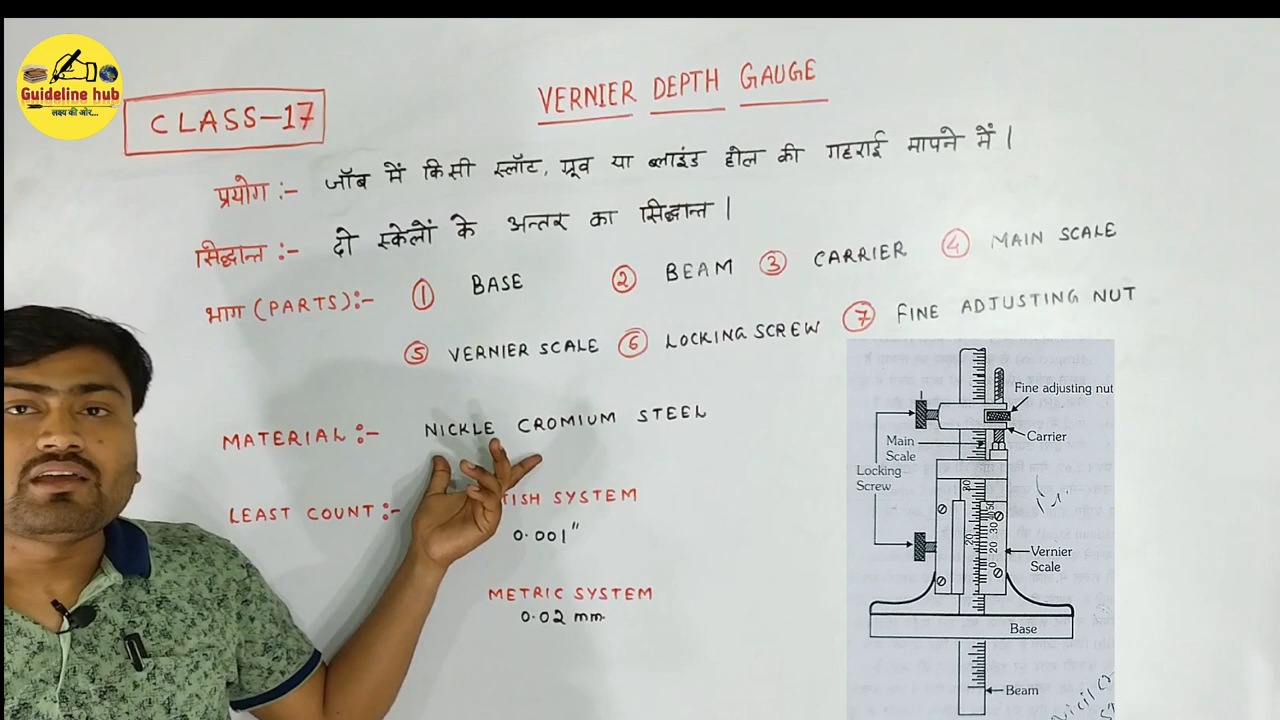 Guideline hub
लक्ष्य की ओर...
CLASS-17
VERNIER DEPTH GAUGE
प्रयोग :- जॉब में किसी स्लॉट, ग्रूव या ब्लाइंड होल की गहराई मापने में |
सिद्धान्त :- दो स्केलों के अन्तर का सिद्धान्त |
भाग (PARTS):- 1 BASE 2 BEAM 3 CARRIER 4 MAIN SCALE
5 VERNIER SCALE 6 LOCKING SCREW 7 FINE ADJUSTING NUT
MATERIAL :- NICKLE CROMIUM STEEL
LEAST COUNT :- TISH SYSTEM
0.001"
METRIC SYSTEM
0.02 mm.
Fine adjusting nut
Carrier
Main
Scale
Locking
Screw
Vernier
Scale
Base
Beam